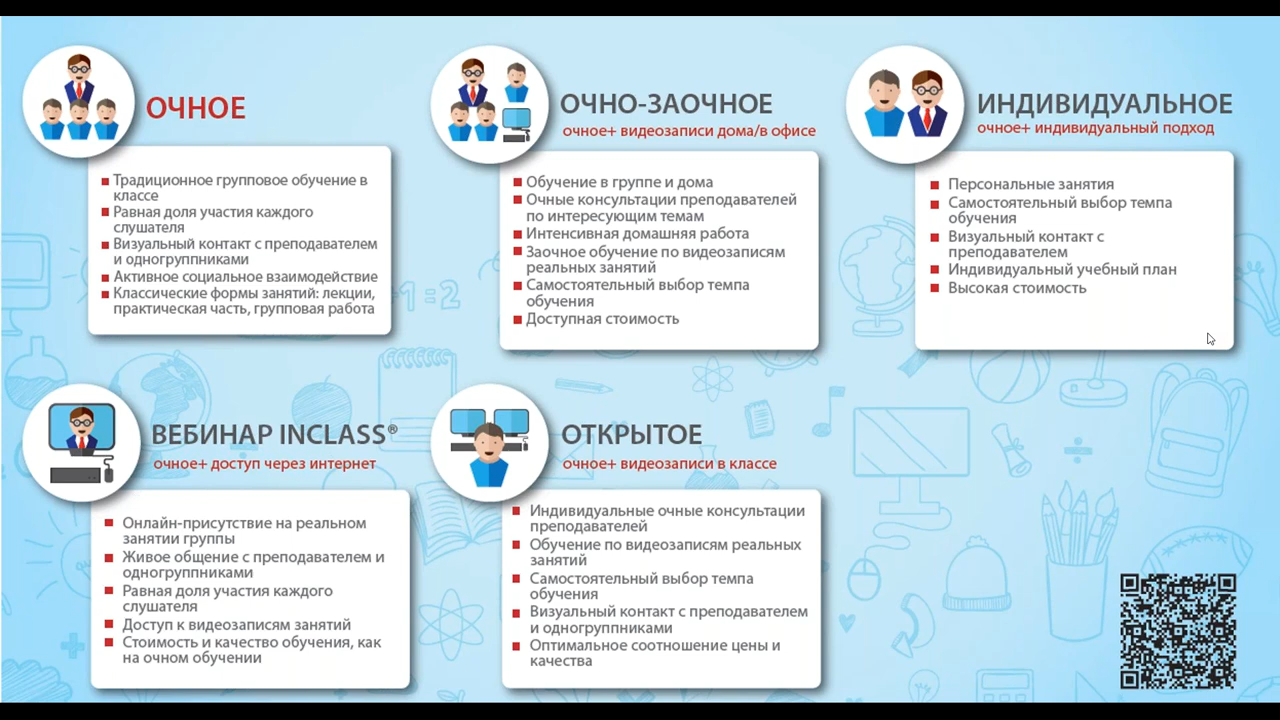 ОЧНОЕ
Традиционное групповое обучение в
классе
Равная доля участия каждого
слушателя
Визуальный контакт с преподавателем
и одногруппниками
Активное социальное взаимодействие
Классические формы занятий: лекции,
практическая часть, групповая работа
ОЧНО-ЗАОЧНОЕ
очное+ видеозаписи дома/в офисе
Обучение в группе и дома
Очные консультации преподавателей
по интересующим темам
Интенсивная домашняя работа
Заочное обучение по видеозаписям
реальных занятий
Самостоятельный выбор темпа
обучения
Доступная стоимость
ИНДИВИДУАЛЬНОЕ
очное+ индивидуальный подход
Персональные занятия
Самостоятельный выбор темпа
обучения
Визуальный контакт с
преподавателем
Индивидуальный учебный план
Высокая стоимость
1=2
ВЕБИНАР INCLASS®
очное+ доступ через интернет
Онлайн-присутствие на реальном
занятии группы
Живое общение с преподавателем и
одногруппниками
Равная доля участия каждого
слушателя
Доступ к видеозаписям занятий
Стоимость и качество обучения, как
на очном обучении
ОТКРЫТОЕ
очное+ видеозаписи в классе
Индивидуальные очные консультации
преподавателей
Обучение по видеозаписям реальных
занятий
Самостоятельный выбор темпа
обучения
Визуальный контакт с преподавателем
и одногруппниками
Оптимальное соотношение цены и
качества